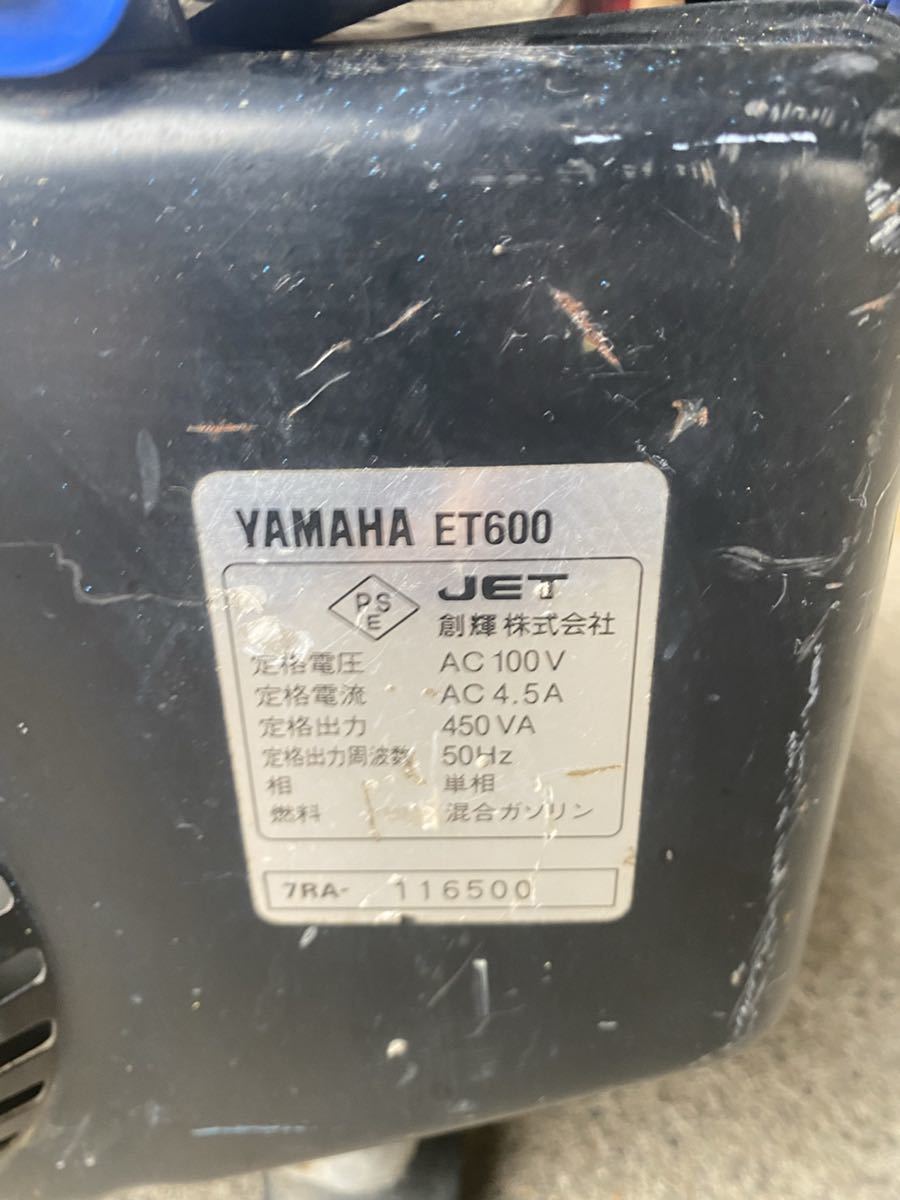 YAMAHA ET600
PS
E
JET
創輝株式会社
定格電圧 AC 100V
定格電流 AC 4.5A
定格出力 450VA
定格出力周波数 50Hz
相 単相
燃料 混合ガソリン
7RA- 116500